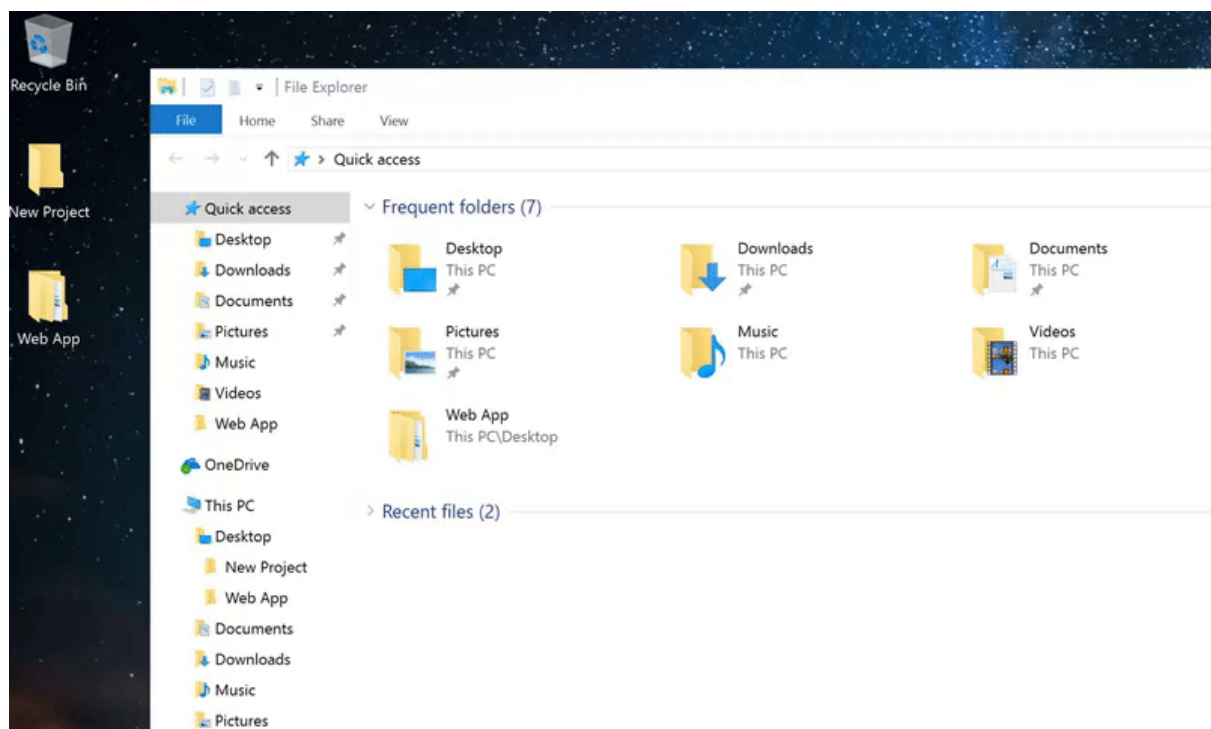 Recycle Bin
New Project
Web App
File Explorer
File Home Share View
Quick access
Quick access
Desktop
Downloads
Documents
Pictures
Music
Videos
Web App
OneDrive
This PC
Desktop
New Project
Web App
Documents
Downloads
Music
Pictures
Frequent folders (7)
Desktop
This PC
Downloads
This PC
Documents
This PC
Pictures
This PC
Music
This PC
Videos
This PC
Web App
This PC\Desktop
Recent files (2)